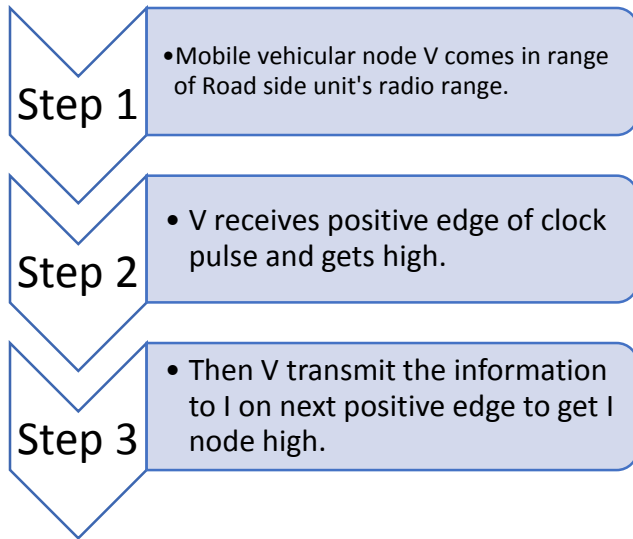 Step 1
•Mobile vehicular node V comes in range
of Road side unit's radio range.
Step 2
• V receives positive edge of clock
pulse and gets high.
Step 3
• Then V transmit the information
to I on next positive edge to get I
node high.